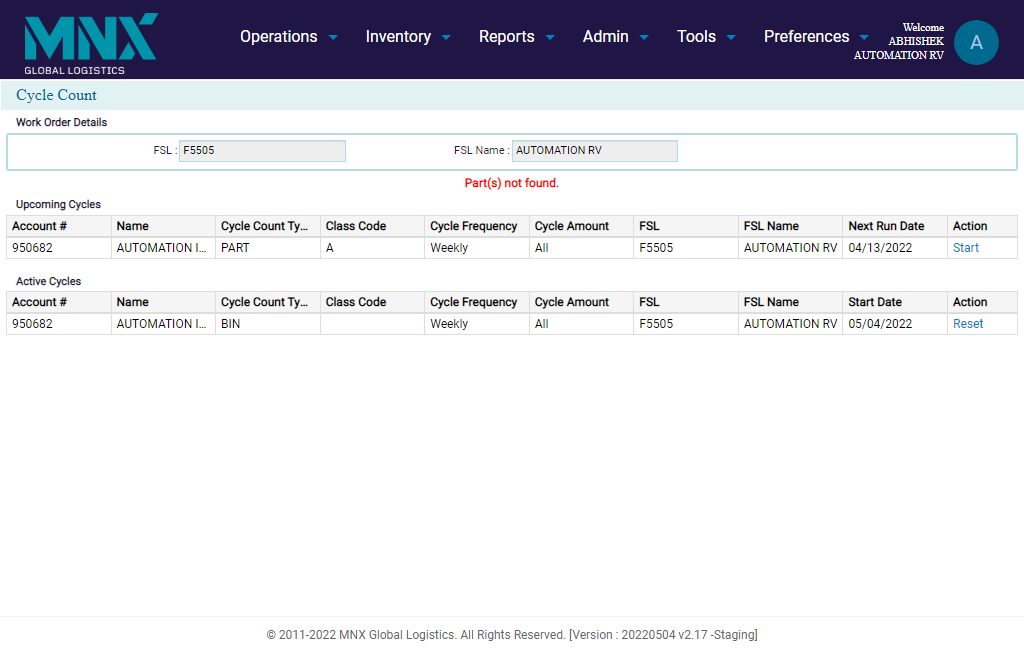 MNX
GLOBAL LOGISTICS
Operations Inventory Reports Admin Tools Preferences
Welcome
ABHISHEK
AUTOMATION RV
A
Cycle Count
Work Order Details
FSL : F5505 FSL Name : AUTOMATION RV
Part(s) not found.
Upcoming Cycles
Account # Name Cycle Count Ty... Class Code Cycle Frequency Cycle Amount FSL FSL Name Next Run Date Action
950682 AUTOMATION I... PART A Weekly All F5505 AUTOMATION RV 04/13/2022 Start
Active Cycles
Account # Name Cycle Count Ty... Class Code Cycle Frequency Cycle Amount FSL FSL Name Start Date Action
950682 AUTOMATION I... BIN Weekly All F5505 AUTOMATION RV 05/04/2022 Reset
© 2011-2022 MNX Global Logistics. All Rights Reserved. [Version : 20220504 v2.17 -Staging]